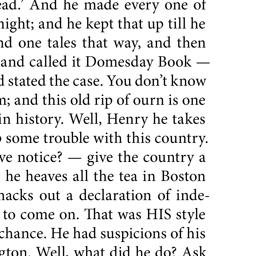 ead.’ And he made every one of
night; and he kept that up till he
nd one tales that way, and then
and called it Domesday Book —
d stated the case. You don’t know
m; and this old rip of ourn is one
in history. Well, Henry he takes
some trouble with this country.
ve notice? — give the country a
he heaves all the tea in Boston
hacks out a declaration of inde-
to come on. That was HIS style
chance. He had suspicions of his
gton. Well, what did he do? Ask